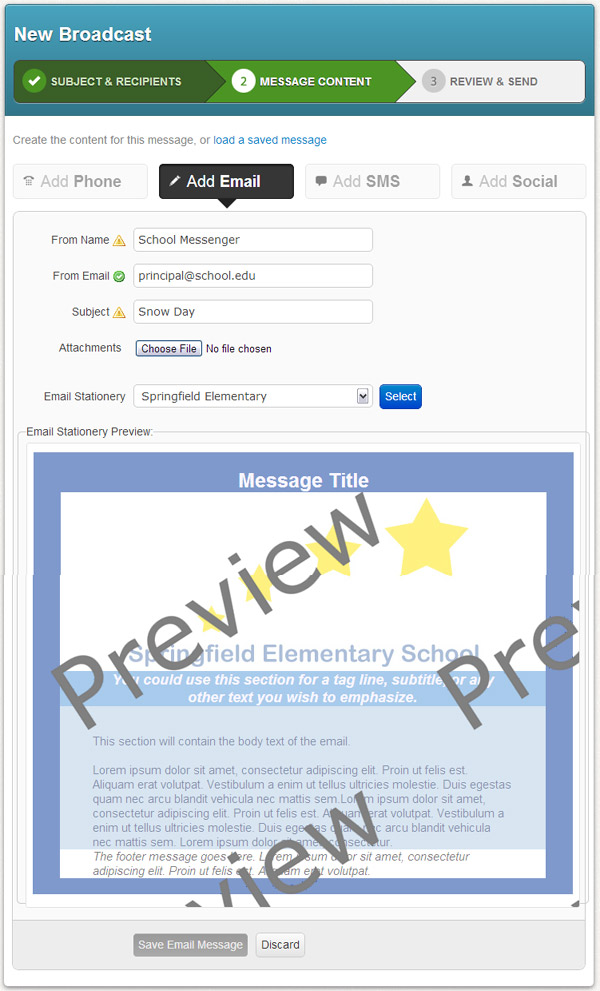 New Broadcast
SUBJECT & RECIPIENTS
2 MESSAGE CONTENT
3 REVIEW & SEND
Create the content for this message, or load a saved message
Add Phone
Add Email
Add SMS
Add Social
From Name School Messenger
From Email principal@school.edu
Subject Snow Day
Attachments Choose File No file chosen
Email Stationery Springfield Elementary Select
Email Stationery Preview:
Message Title
Preview
Springfield Elementary School
Preview
You could use this section for a tag line, subtitle, or any
other text you wish to emphasize.
This section will contain the body text of the email.
Lorem ipsum dolor sit amet, consectetur adipiscing elit. Proin ut felis est.
Aliquam erat volutpat. Vestibulum a enim ut tellus ultricies molestie. Duis egestas
quam nec arcu blandit vehicula nec mattis sem.Lorem ipsum dolor sit amet,
consectetur adipiscing elit. Proin ut felis est. Aliquam erat volutpat. Vestibulum a
enim ut tellus ultricies molestie. Duis egestas quam nec arcu blandit vehicula
nec mattis sem. Lorem ipsum dolor sit amet, consectetur.
The footer message goes here. Lorem ipsum dolor sit amet, consectetur
adipiscing elit. Proin ut felis est. Aliquam erat volutpat.
Preview
Save Email Message
Discard